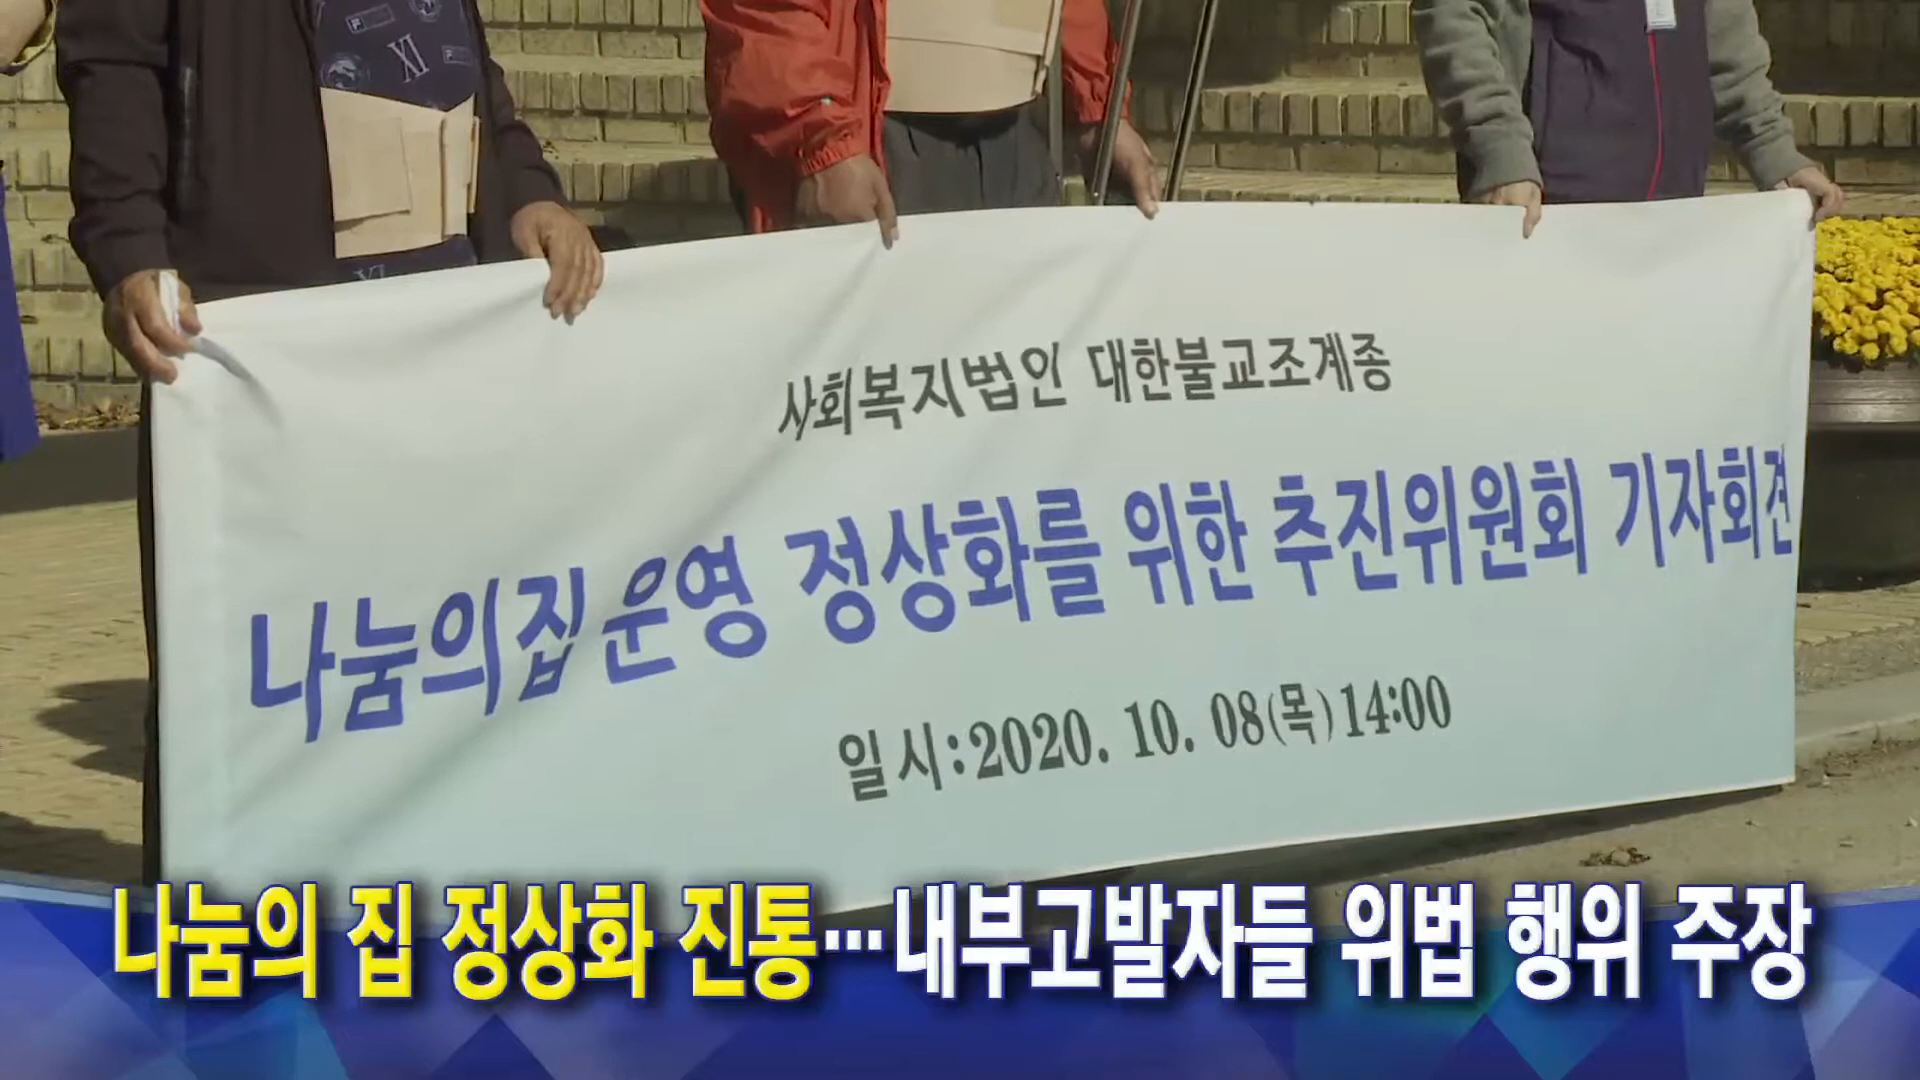 IX
사회복지법인 대한불교조계종
나눔의집 운영 정상화를 위한 추진위원회 기자회견
일시:2020. 10. 08(목) 14:00
나눔의 집 정상화 진통…내부고발자들 위법 행위 주장